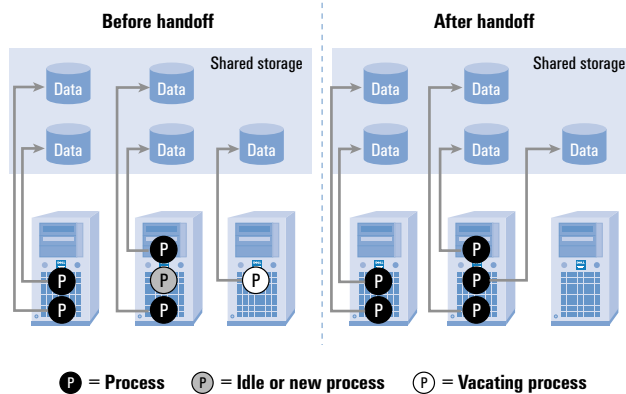 Before handoff
After handoff
Shared storage
Shared storage
Data
Data
Data
Data
Data
Data
Data
Data
Data
Data
P
P
P
P
P
P
P
P
P
P
P
P = Process
P = Idle or new process
P = Vacating process